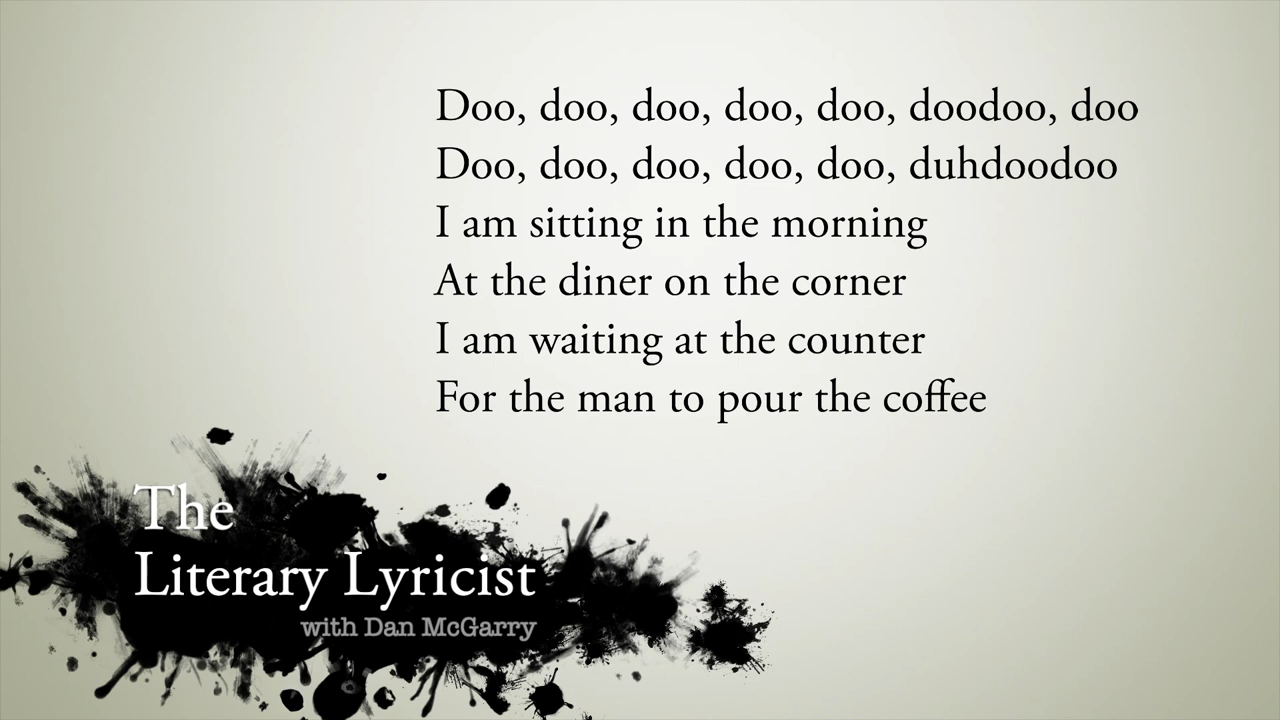 Doo, doo, doo, doo, doo, doodoo, doo
Doo, doo, doo, doo, doo, duhdoodoo
I am sitting in the morning
At the diner on the corner
I am waiting at the counter
For the man to pour the coffee
The
Literary Lyricist
with Dan McGarry